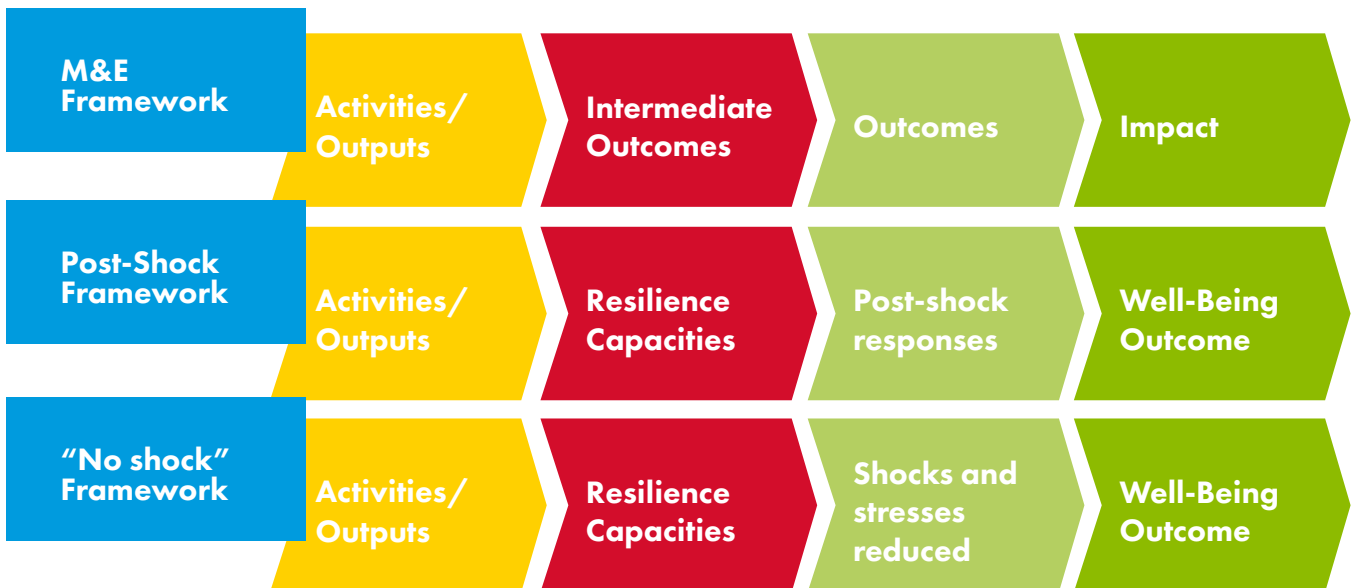 M&E
Framework
Activities/
Outputs
Intermediate
Outcomes
Outcomes
Impact
Post-Shock
Framework
Activities/
Outputs
Resilience
Capacities
Post-shock
responses
Well-Being
Outcome
“No shock”
Framework
Activities/
Outputs
Resilience
Capacities
Shocks and
stresses
reduced
Well-Being
Outcome